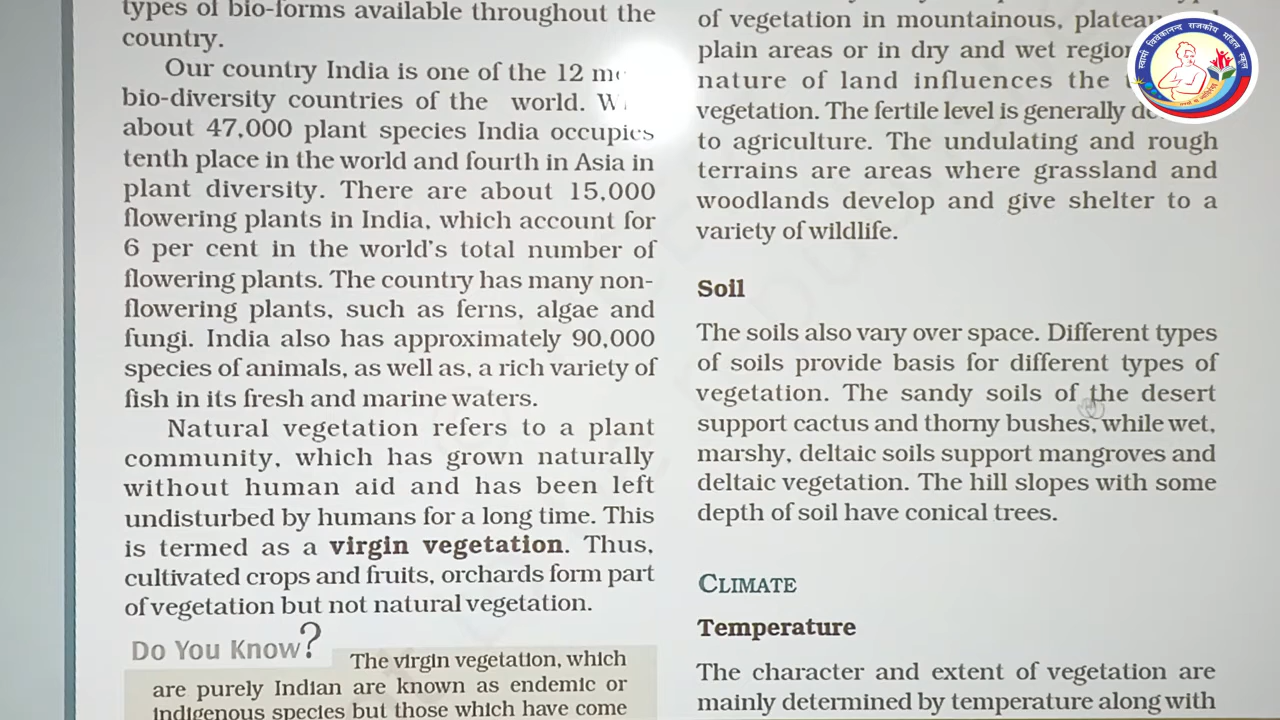 types of bio-forms available throughout the
country.
Our country India is one of the 12
bio-diversity countries of the world.
about 47,000 plant species India occupies
tenth place in the world and fourth in Asia in
plant diversity. There are about 15,000
flowering plants in India, which account for
6 per cent in the world's total number of
flowering plants. The country has many non-
flowering plants, such as ferns, algae and
fungi. India also has approximately 90,000
species of animals, as well as, a rich variety of
fish in its fresh and marine waters.
Natural vegetation refers to a plant
community, which has grown naturally
without human aid and has been left
undisturbed by humans for a long time. This
is termed as a virgin vegetation. Thus,
cultivated crops and fruits, orchards form part
of vegetation but not natural vegetation.
Do You Know?
The virgin vegetation, which
are purely Indian are known as endemic or
indigenous species but those which have come
of vegetation in mountainous, plateau
plain areas or in dry and wet
nature of land influences the
vegetation. The fertile level is generally
to agriculture. The undulating and rough
terrains are areas where grassland and
woodlands develop and give shelter to a
variety of wildlife.
Soil
The soils also vary over space. Different types
of soils provide basis for different types of
vegetation. The sandy soils of the desert
support cactus and thorny bushes, while wet,
marshy, deltaic soils support mangroves and
deltaic vegetation. The hill slopes with some
depth of soil have conical trees.
CLIMATE
Temperature
The character and extent of vegetation are
mainly determined by temperature along with
स्वामी विवेकानन्द राजकीय मॉडल स्कूल